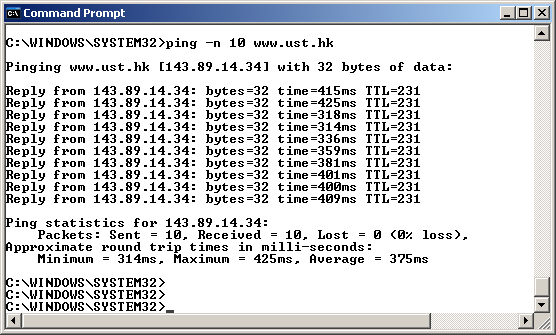 Command Prompt
C:\WINDOWS\SYSTEM32>ping -n 10 www.ust.hk
Pinging www.ust.hk [143.89.14.34] with 32 bytes of data:
Reply from 143.89.14.34: bytes=32 time=415ms TTL=231
Reply from 143.89.14.34: bytes=32 time=425ms TTL=231
Reply from 143.89.14.34: bytes=32 time=318ms TTL=231
Reply from 143.89.14.34: bytes=32 time=314ms TTL=231
Reply from 143.89.14.34: bytes=32 time=336ms TTL=231
Reply from 143.89.14.34: bytes=32 time=359ms TTL=231
Reply from 143.89.14.34: bytes=32 time=381ms TTL=231
Reply from 143.89.14.34: bytes=32 time=401ms TTL=231
Reply from 143.89.14.34: bytes=32 time=400ms TTL=231
Reply from 143.89.14.34: bytes=32 time=409ms TTL=231
Ping statistics for 143.89.14.34:
    Packets: Sent = 10, Received = 10, Lost = 0 (0% loss),
Approximate round trip times in milli-seconds:
    Minimum = 314ms, Maximum = 425ms, Average = 375ms
C:\WINDOWS\SYSTEM32>
C:\WINDOWS\SYSTEM32>
C:\WINDOWS\SYSTEM32>_